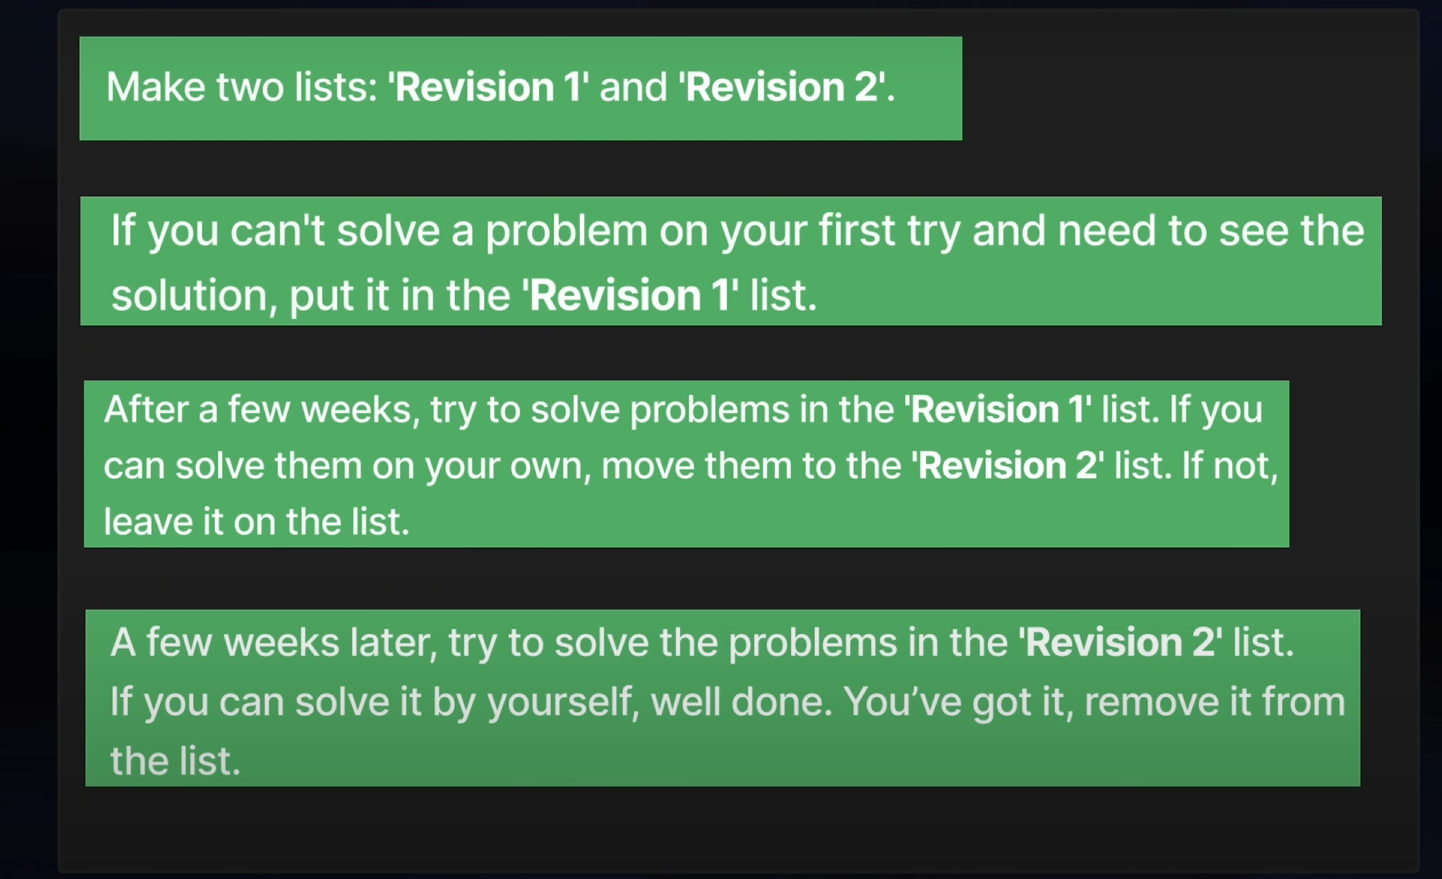 Make two lists: 'Revision 1' and 'Revision 2'.
If you can't solve a problem on your first try and need to see the
solution, put it in the 'Revision 1' list.
After a few weeks, try to solve problems in the 'Revision 1' list. If you
can solve them on your own, move them to the 'Revision 2' list. If not,
leave it on the list.
A few weeks later, try to solve the problems in the 'Revision 2' list.
If you can solve it by yourself, well done. You’ve got it, remove it from
the list.